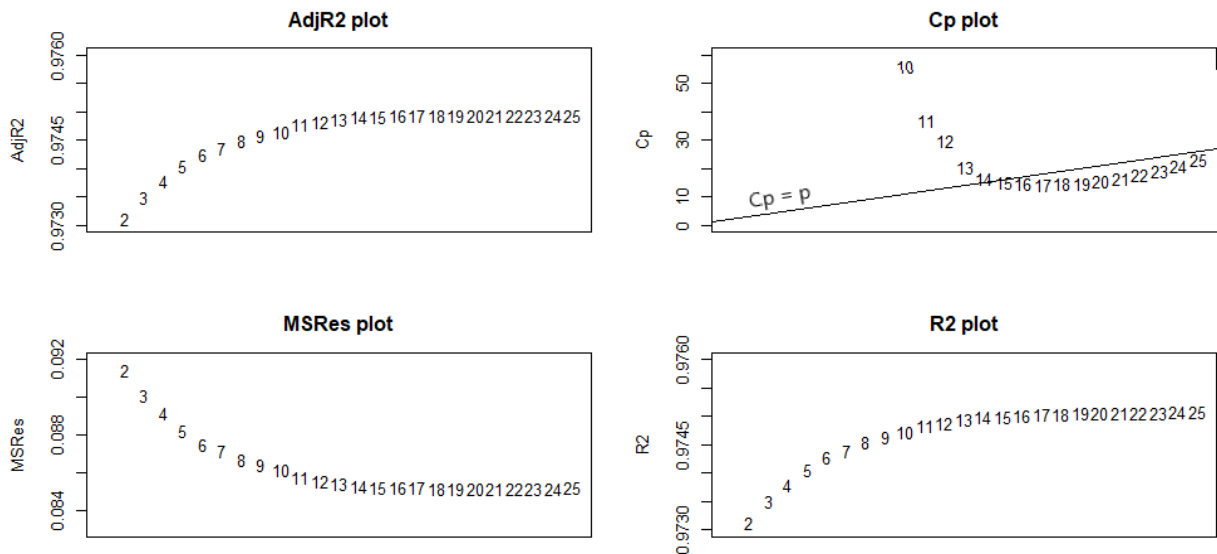 AdjR2 plot
AdjR2
0.9730 0.9745 0.9760
2 3 4 5 6 7 8 9 10 11 12 13 14 15 16 17 18 19 20 21 22 23 24 25
Cp plot
Cp
0 10 30 50
10 11 12 13 14 15 16 17 18 19 20 21 22 23 24 25
Cp = p
MSRes plot
MSRes
0.084 0.088 0.092
2 3 4 5 6 7 8 9 10 11 12 13 14 15 16 17 18 19 20 21 22 23 24 25
R2 plot
R2
0.9730 0.9745 0.9760
2 3 4 5 6 7 8 9 10 11 12 13 14 15 16 17 18 19 20 21 22 23 24 25